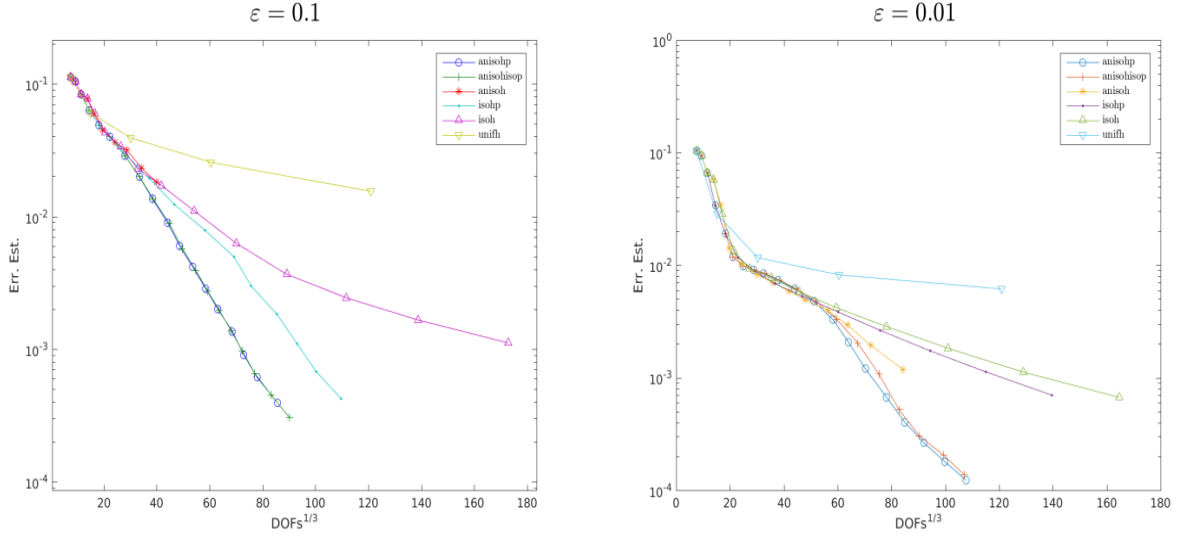 ε = 0.1
10⁻¹
10⁻²
10⁻³
10⁻⁴
Err. Est.
20 40 60 80 100 120 140 160 180
DOFs^1/3
anisohp
anisohisop
anisoh
isohp
isoh
unifh
ε = 0.01
10⁰
10⁻¹
10⁻²
10⁻³
10⁻⁴
Err. Est.
0 20 40 60 80 100 120 140 160 180
DOFs^1/3
anisohp
anisohisop
anisoh
isohp
isoh
unifh